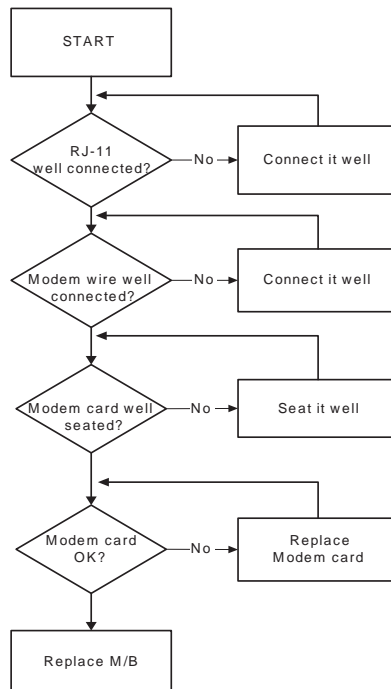 START
RJ-11
well connected?
No
Connect it well
Modem wire well
connected?
No
Connect it well
Modem card well
seated?
No
Seat it well
Modem card
OK?
No
Replace
Modem card
Replace M/B